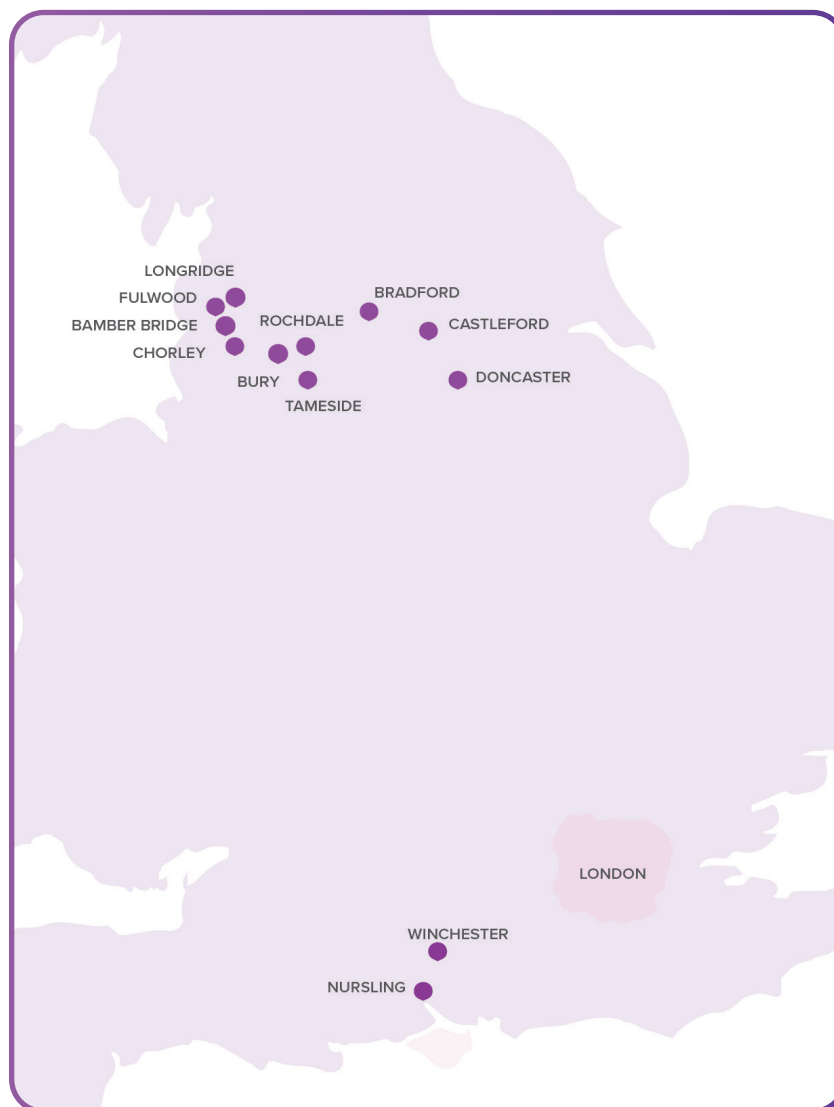 LONGRIDGE
BRADFORD
FULWOOD
ROCHDALE
CASTLEFORD
BAMBER BRIDGE
CHORLEY
DONCASTER
BURY
TAMESIDE
LONDON
WINCHESTER
NURSLING